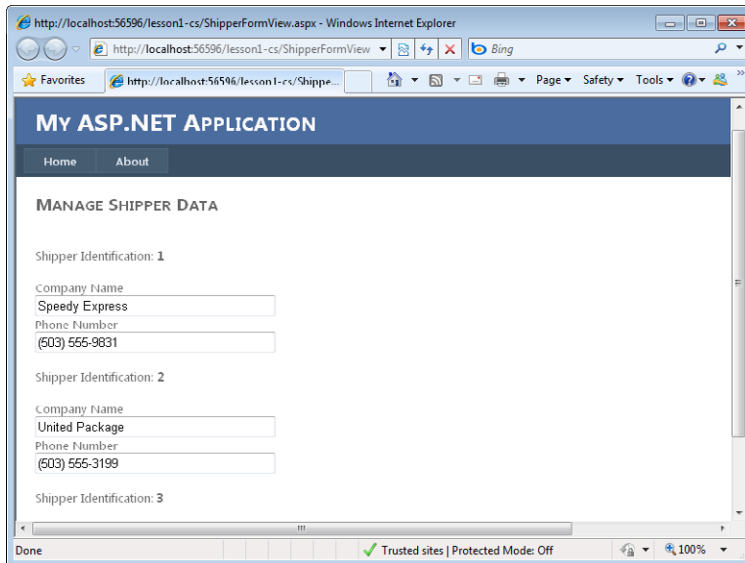 http://localhost:56596/lesson1-cs/ShipperFormView.aspx - Windows Internet Explorer
http://localhost:56596/lesson1-cs/ShipperFormView
Bing
Favorites
http://localhost:56596/lesson1-cs/Shippe...
Page
Safety
Tools
MY ASP.NET APPLICATION
Home
About
MANAGE SHIPPER DATA
Shipper Identification: 1
Company Name
Speedy Express
Phone Number
(503) 555-9831
Shipper Identification: 2
Company Name
United Package
Phone Number
(503) 555-3199
Shipper Identification: 3
Done
Trusted sites | Protected Mode: Off
100%